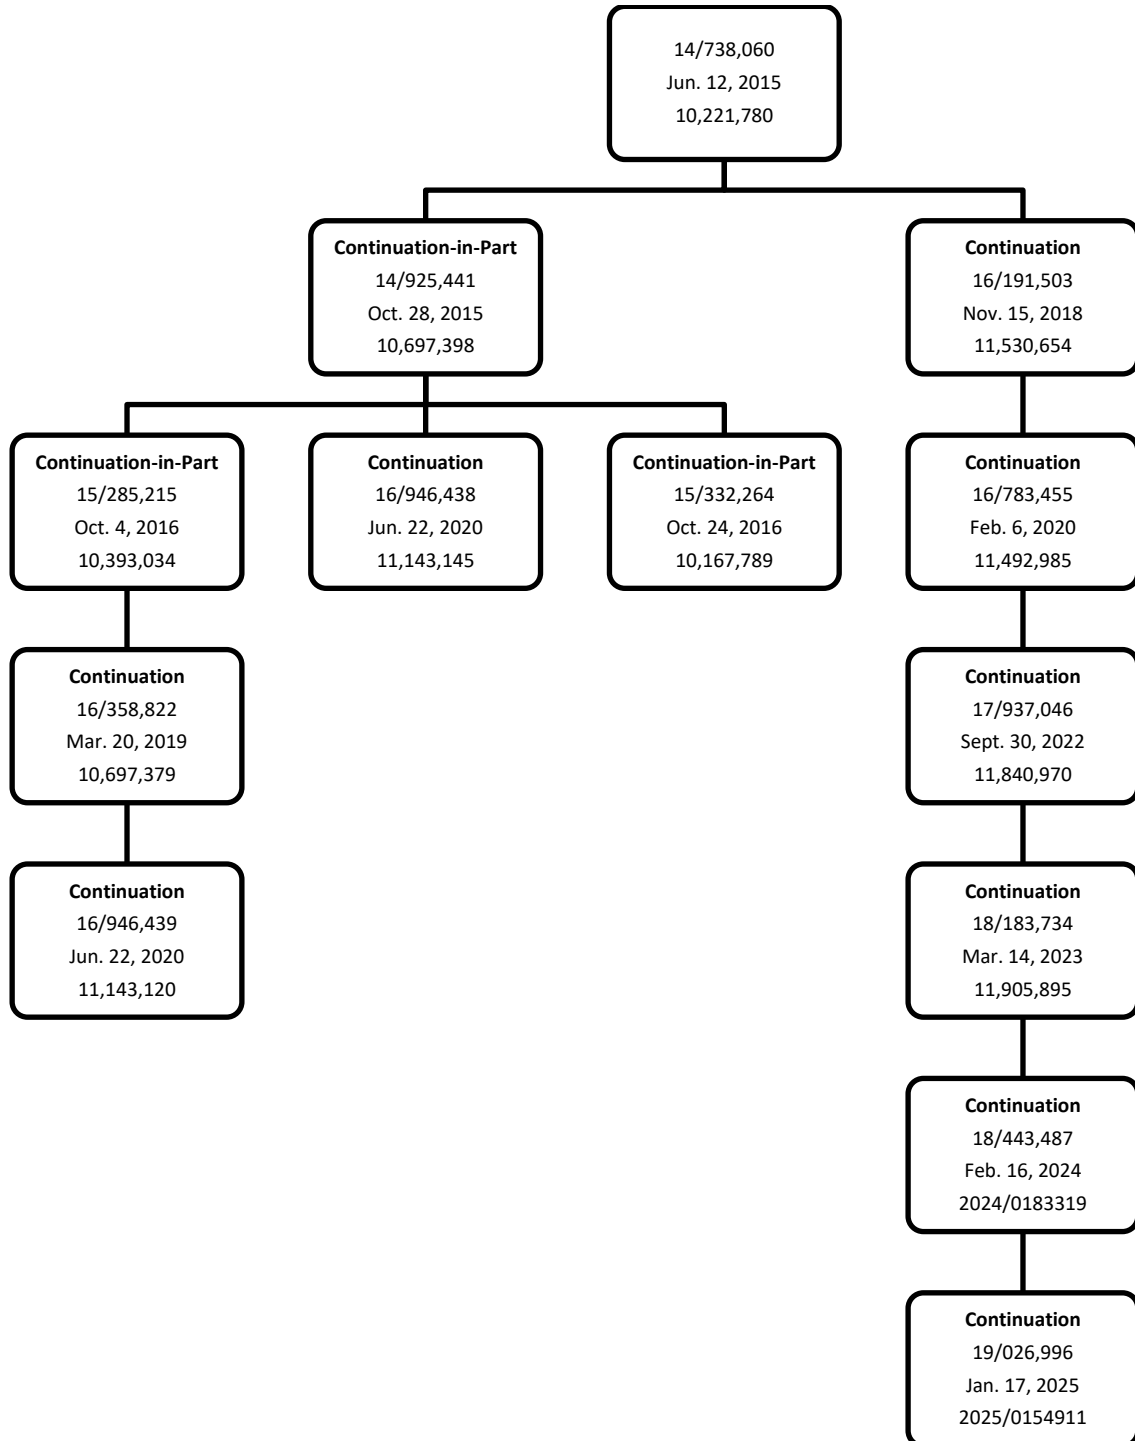 14/738,060
Jun. 12, 2015
10,221,780
Continuation-in-Part
14/925,441
Oct. 28, 2015
10,697,398
Continuation
16/191,503
Nov. 15, 2018
11,530,654
Continuation-in-Part
15/285,215
Oct. 4, 2016
10,393,034
Continuation
16/946,438
Jun. 22, 2020
11,143,145
Continuation-in-Part
15/332,264
Oct. 24, 2016
10,167,789
Continuation
16/783,455
Feb. 6, 2020
11,492,985
Continuation
16/358,822
Mar. 20, 2019
10,697,379
Continuation
17/937,046
Sept. 30, 2022
11,840,970
Continuation
16/946,439
Jun. 22, 2020
11,143,120
Continuation
18/183,734
Mar. 14, 2023
11,905,895
Continuation
18/443,487
Feb. 16, 2024
2024/0183319
Continuation
19/026,996
Jan. 17, 2025
2025/0154911